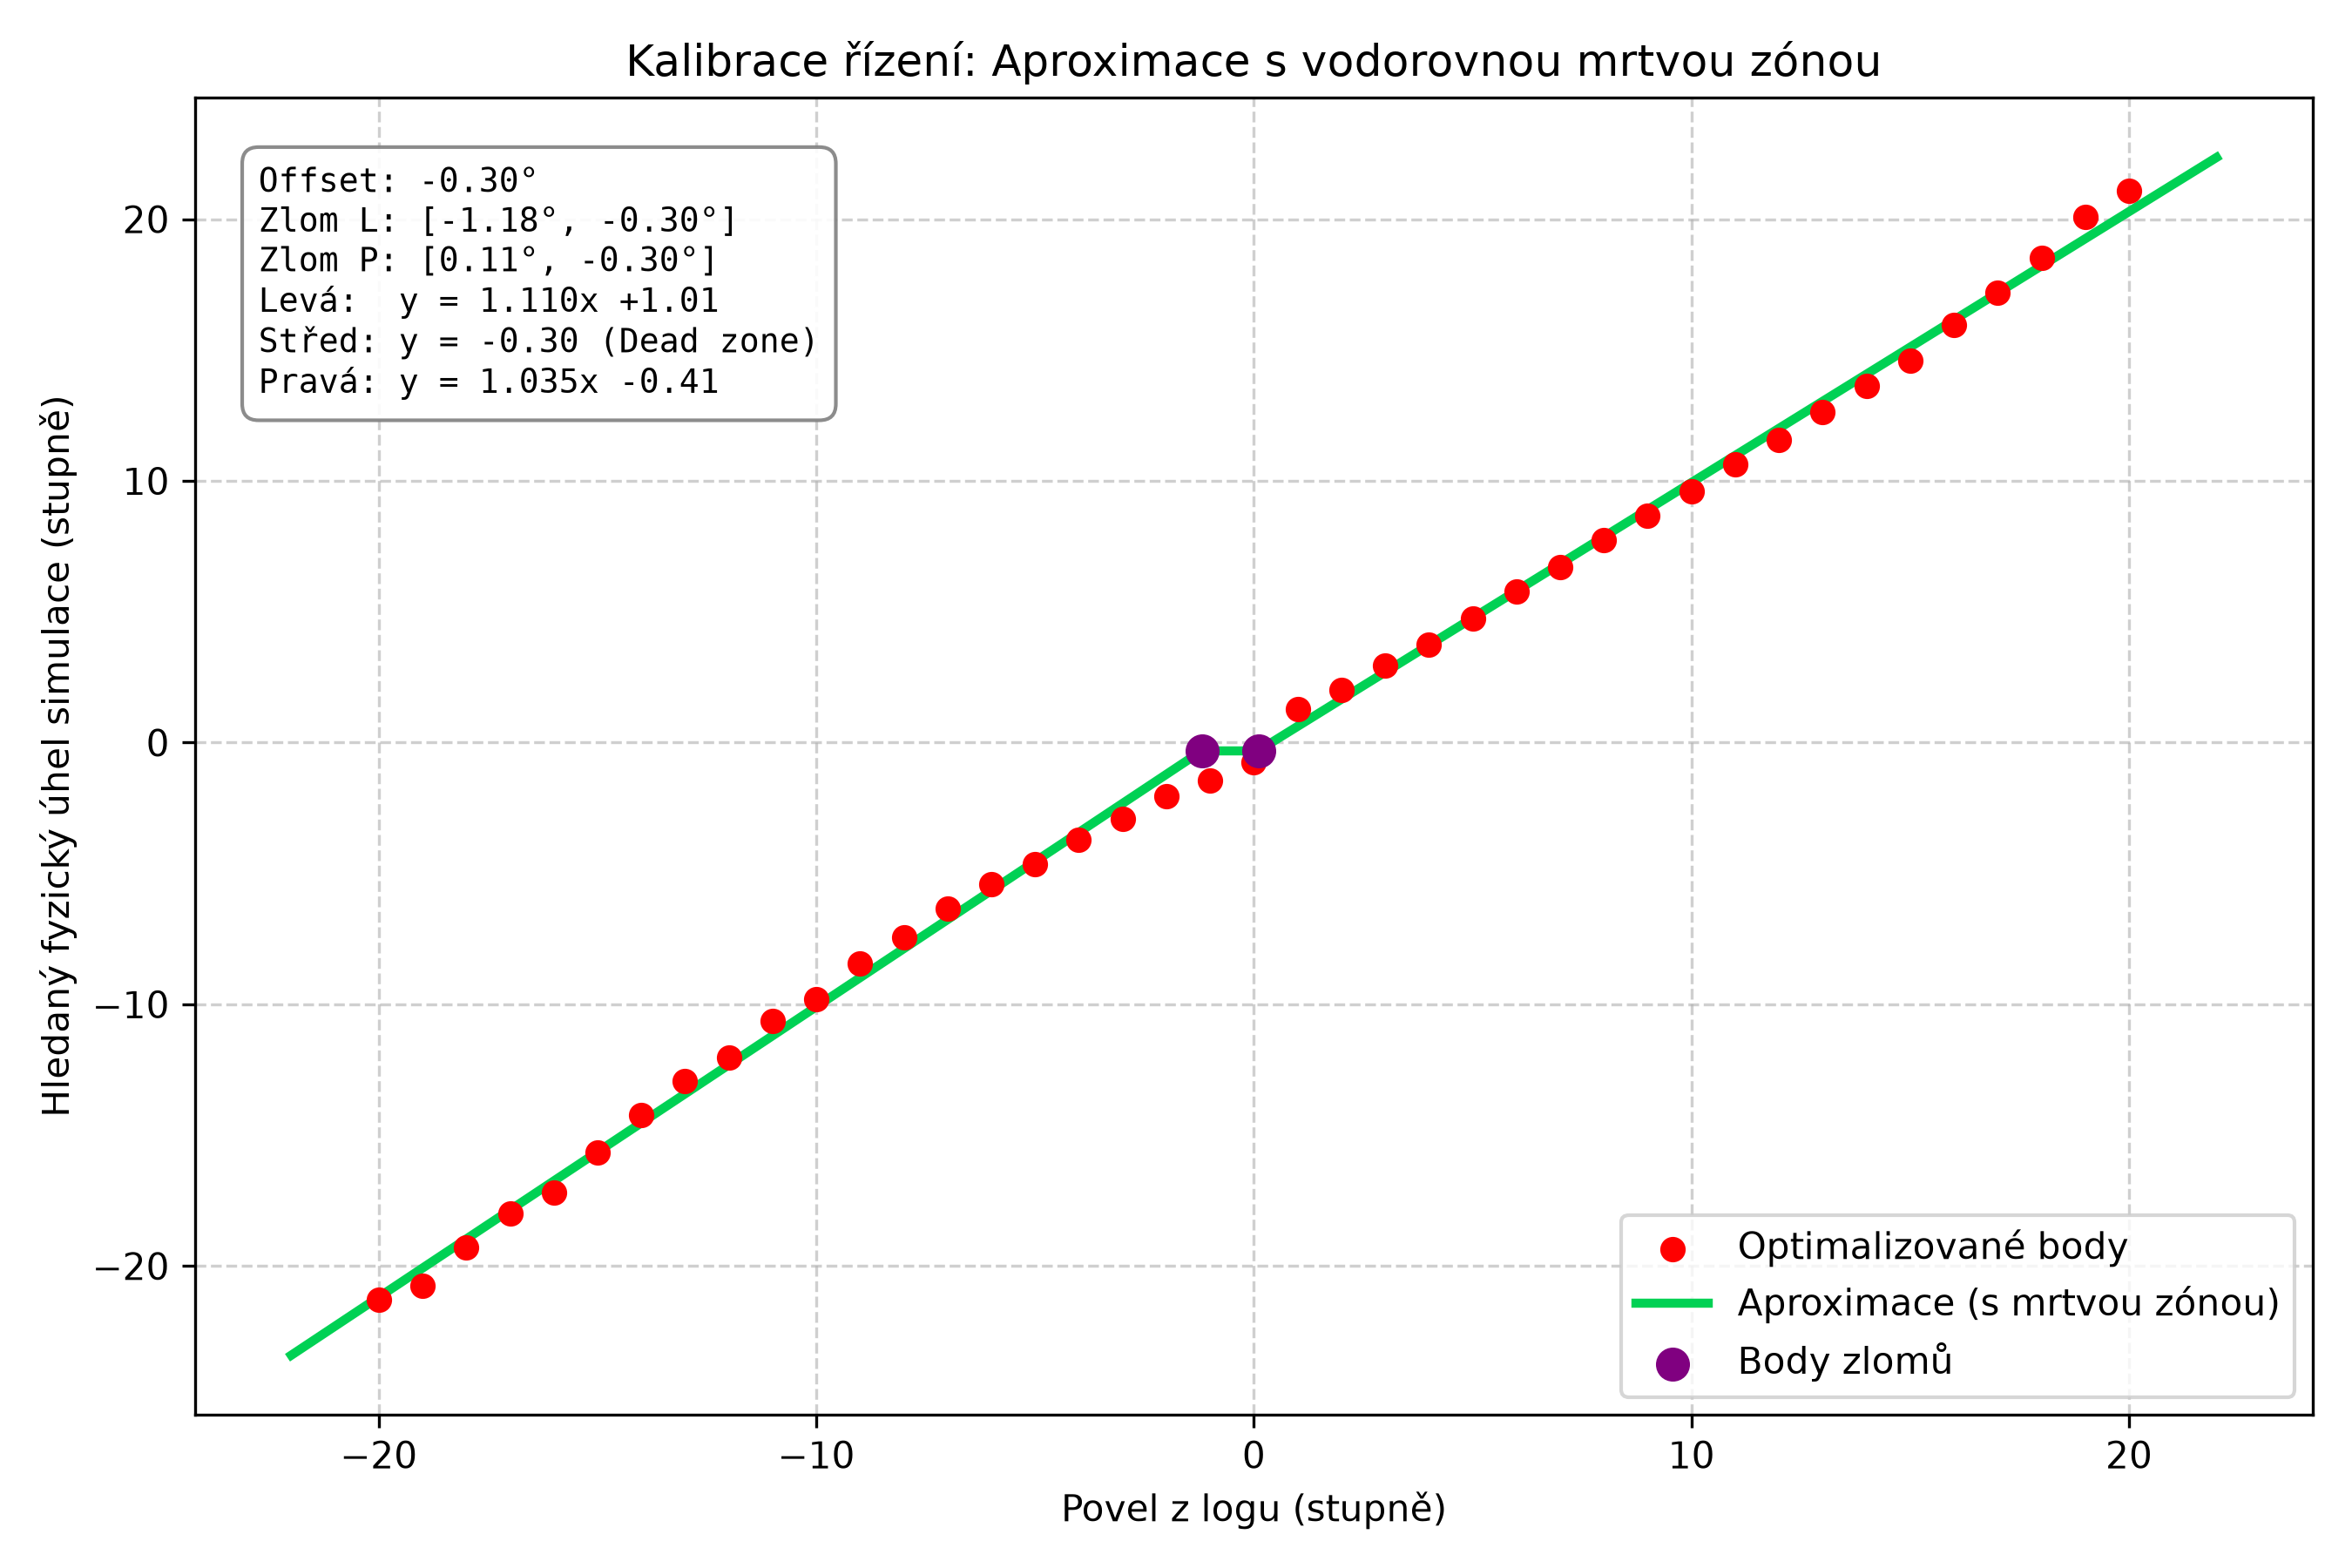 Kalibrace řízení: Aproximace s vodorovnou mrtvou zónou
Offset: -0.30°
Zlom L: [-1.18°, -0.30°]
Zlom P: [0.11°, -0.30°]
Levá:  y = 1.110x +1.01
Střed: y = -0.30 (Dead zone)
Pravá: y = 1.035x -0.41
Hledaný fyzický úhel simulace (stupně)
20
10
0
−10
−20
Optimalizované body
Aproximace (s mrtvou zónou)
Body zlomů
−20 −10 0 10 20
Povel z logu (stupně)